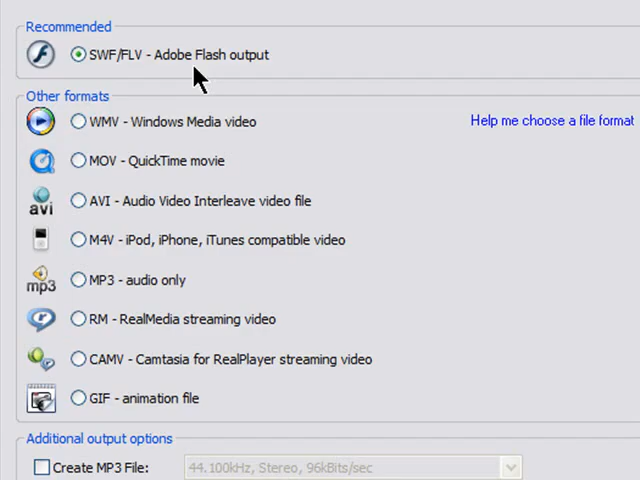 Recommended
SWF/FLV - Adobe Flash output
Other formats
WMV - Windows Media video
Help me choose a file format
MOV - QuickTime movie
avi
AVI - Audio Video Interleave video file
M4V - iPod, iPhone, iTunes compatible video
mp3
MP3 - audio only
RM - RealMedia streaming video
CAMV - Camtasia for RealPlayer streaming video
GIF - animation file
Additional output options
Create MP3 File:
44.100kHz, Stereo, 96kBits/sec